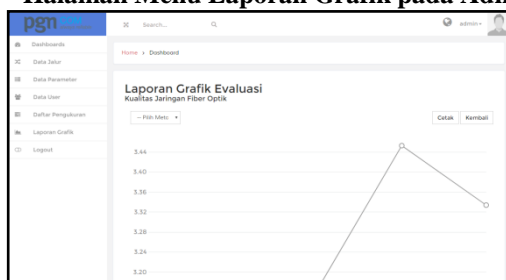 Halaman Menu Laporan Grafik pada
pgn
Search...
admin
Dashboards
Data Jalur
Data Parameter
Data User
Daftar Pengukuran
Laporan Grafik
Logout
Home > Dashboard
Laporan Grafik Evaluasi
Kualitas Jaringan Fiber Optik
-- Pilih Metc
Cetak
Kembali
3.44
3.40
3.36
3.32
3.28
3.24
3.20